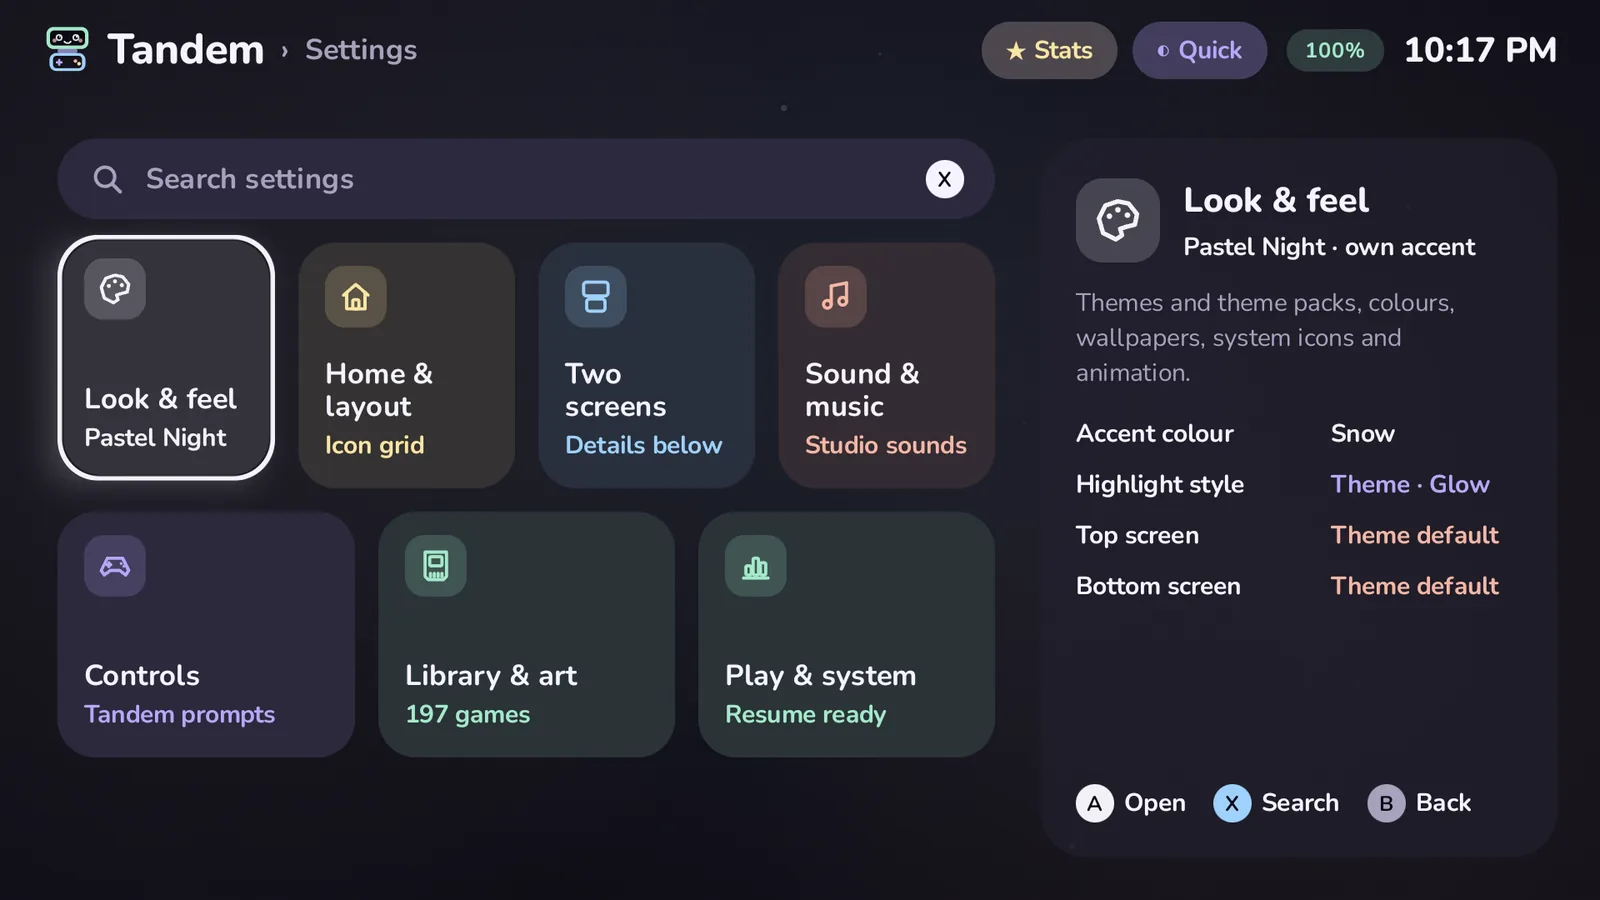 Tandem › Settings
★ Stats
Quick
100%
10:17 PM
Search settings
X
Look & feel
Pastel Night
Home &
layout
Icon grid
Two
screens
Details below
Sound &
music
Studio sounds
Controls
Tandem prompts
Library & art
197 games
Play & system
Resume ready
Look & feel
Pastel Night · own accent
Themes and theme packs, colours,
wallpapers, system icons and
animation.
Accent colour Snow
Highlight style Theme · Glow
Top screen Theme default
Bottom screen Theme default
A Open X Search B Back